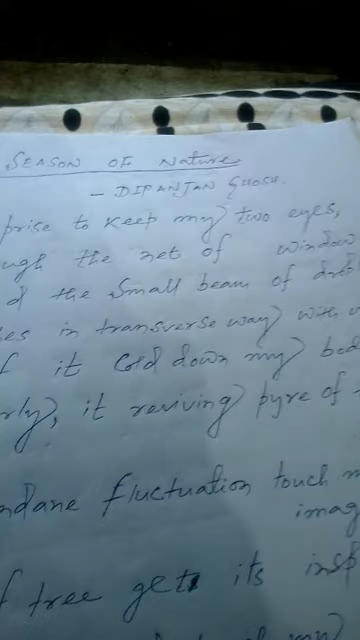 SEASON OF NATURE
- DIPANJAN GHOSH.
prise to keep my two eyes,
ugh the net of window
d the small beam of
es in transverse way with
f it cold down my bod
rly, it reviving pyre of
ndane fluctuation touch m
imag
f tree gets its insp